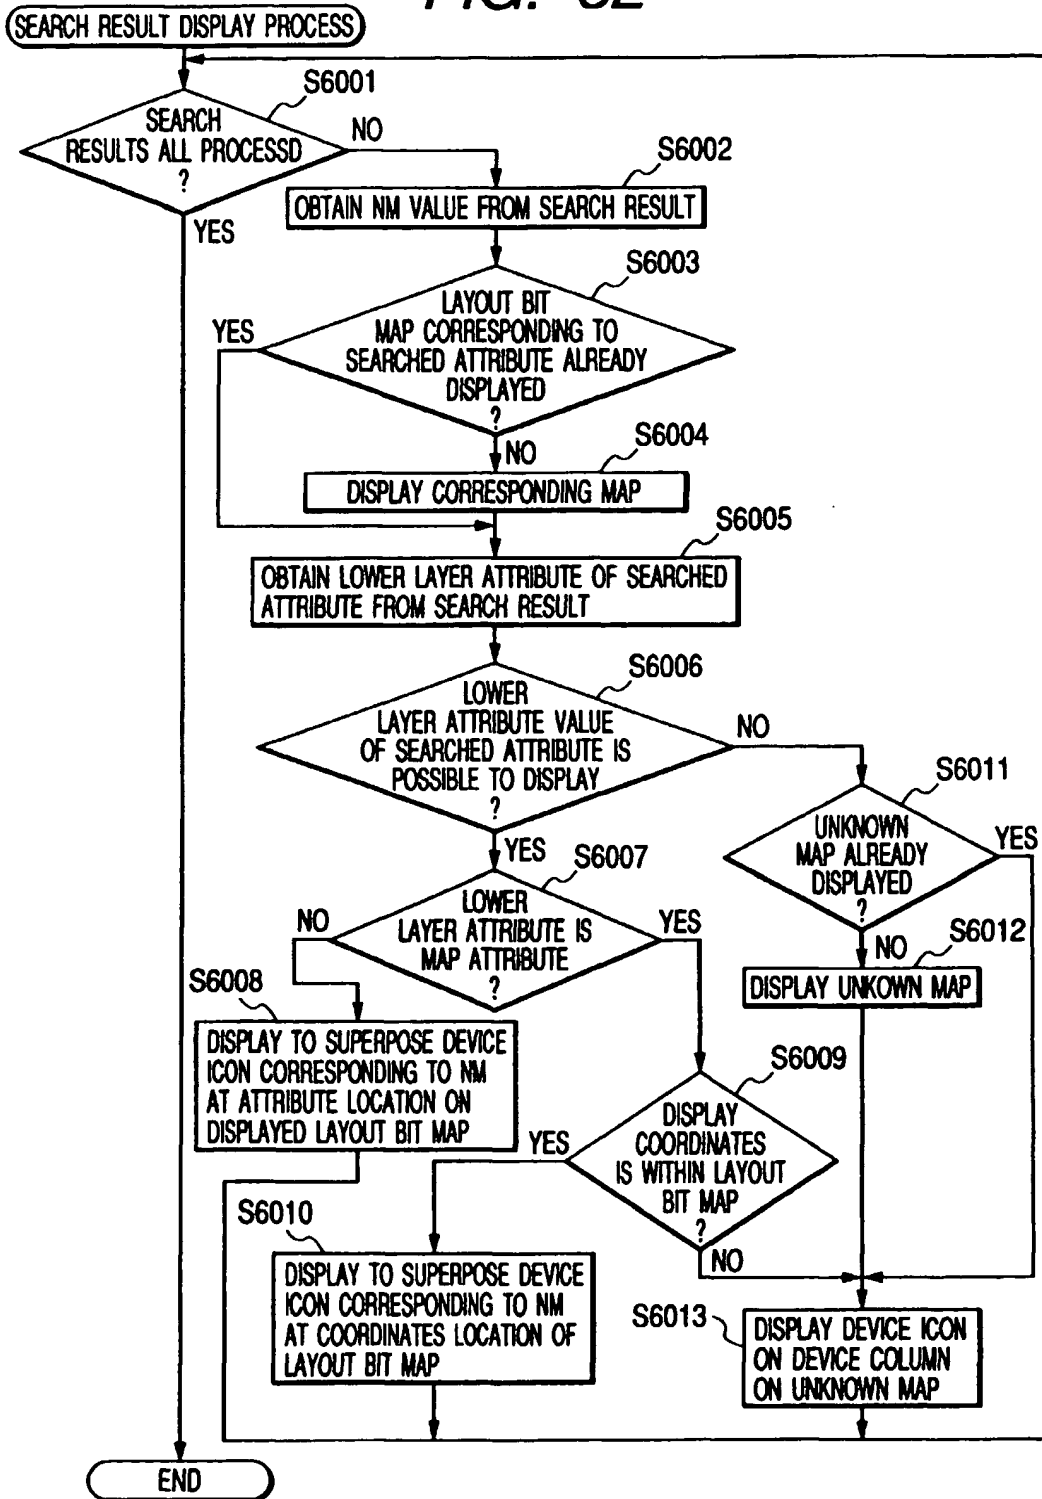 SEARCH RESULT DISPLAY PROCESS
S6001
SEARCH
RESULTS ALL PROCESSD
?
NO
YES
S6002
OBTAIN NM VALUE FROM SEARCH RESULT
S6003
LAYOUT BIT
MAP CORRESPONDING TO
SEARCHED ATTRIBUTE ALREADY
DISPLAYED
?
YES
NO
S6004
DISPLAY CORRESPONDING MAP
S6005
OBTAIN LOWER LAYER ATTRIBUTE OF SEARCHED
ATTRIBUTE FROM SEARCH RESULT
S6006
LOWER
LAYER ATTRIBUTE VALUE
OF SEARCHED ATTRIBUTE IS
POSSIBLE TO DISPLAY
?
NO
YES
S6011
UNKNOWN
MAP ALREADY
DISPLAYED
?
YES
NO
S6012
DISPLAY UNKOWN MAP
S6007
LOWER
LAYER ATTRIBUTE IS
MAP ATTRIBUTE
?
NO
YES
S6008
DISPLAY TO SUPERPOSE DEVICE
ICON CORRESPONDING TO NM
AT ATTRIBUTE LOCATION ON
DISPLAYED LAYOUT BIT MAP
S6009
DISPLAY
COORDINATES
IS WITHIN LAYOUT
BIT MAP
?
YES
NO
S6010
DISPLAY TO SUPERPOSE DEVICE
ICON CORRESPONDING TO NM
AT COORDINATES LOCATION OF
LAYOUT BIT MAP
S6013
DISPLAY DEVICE ICON
ON DEVICE COLUMN
ON UNKNOWN MAP
END